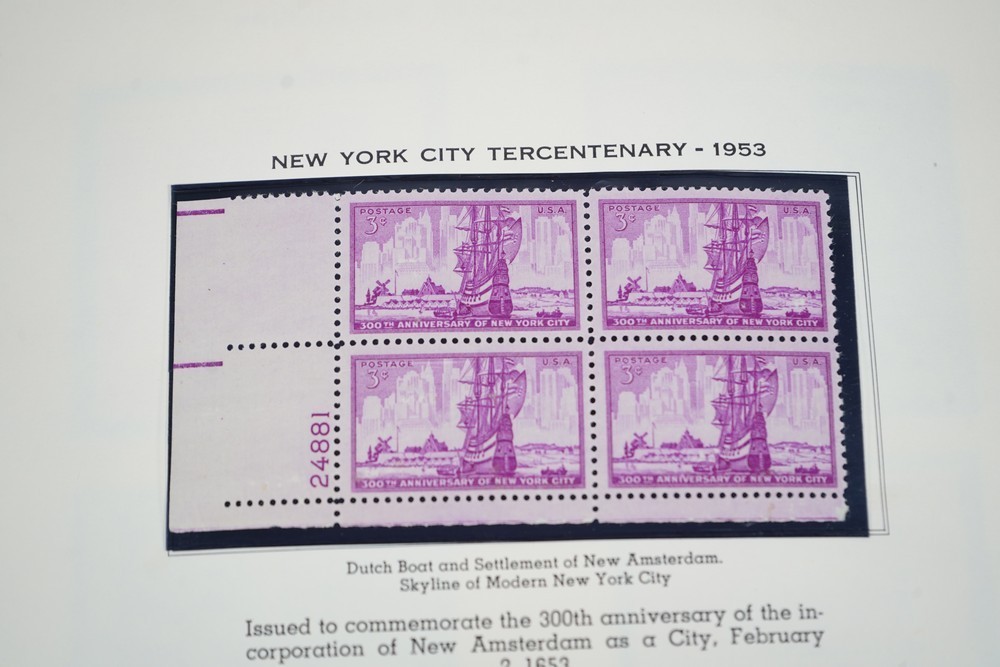 NEW YORK CITY TERCENTENARY - 1953
POSTAGE U.S.A.
3¢
300TH ANNIVERSARY OF NEW YORK CITY
POSTAGE U.S.A.
3¢
300TH ANNIVERSARY OF NEW YORK CITY
POSTAGE U.S.A.
3¢
300TH ANNIVERSARY OF NEW YORK CITY
POSTAGE U.S.A.
3¢
300TH ANNIVERSARY OF NEW YORK CITY
24881
Dutch Boat and Settlement of New Amsterdam.
Skyline of Modern New York City
Issued to commemorate the 300th anniversary of the in-
corporation of New Amsterdam as a City, February
2, 1653